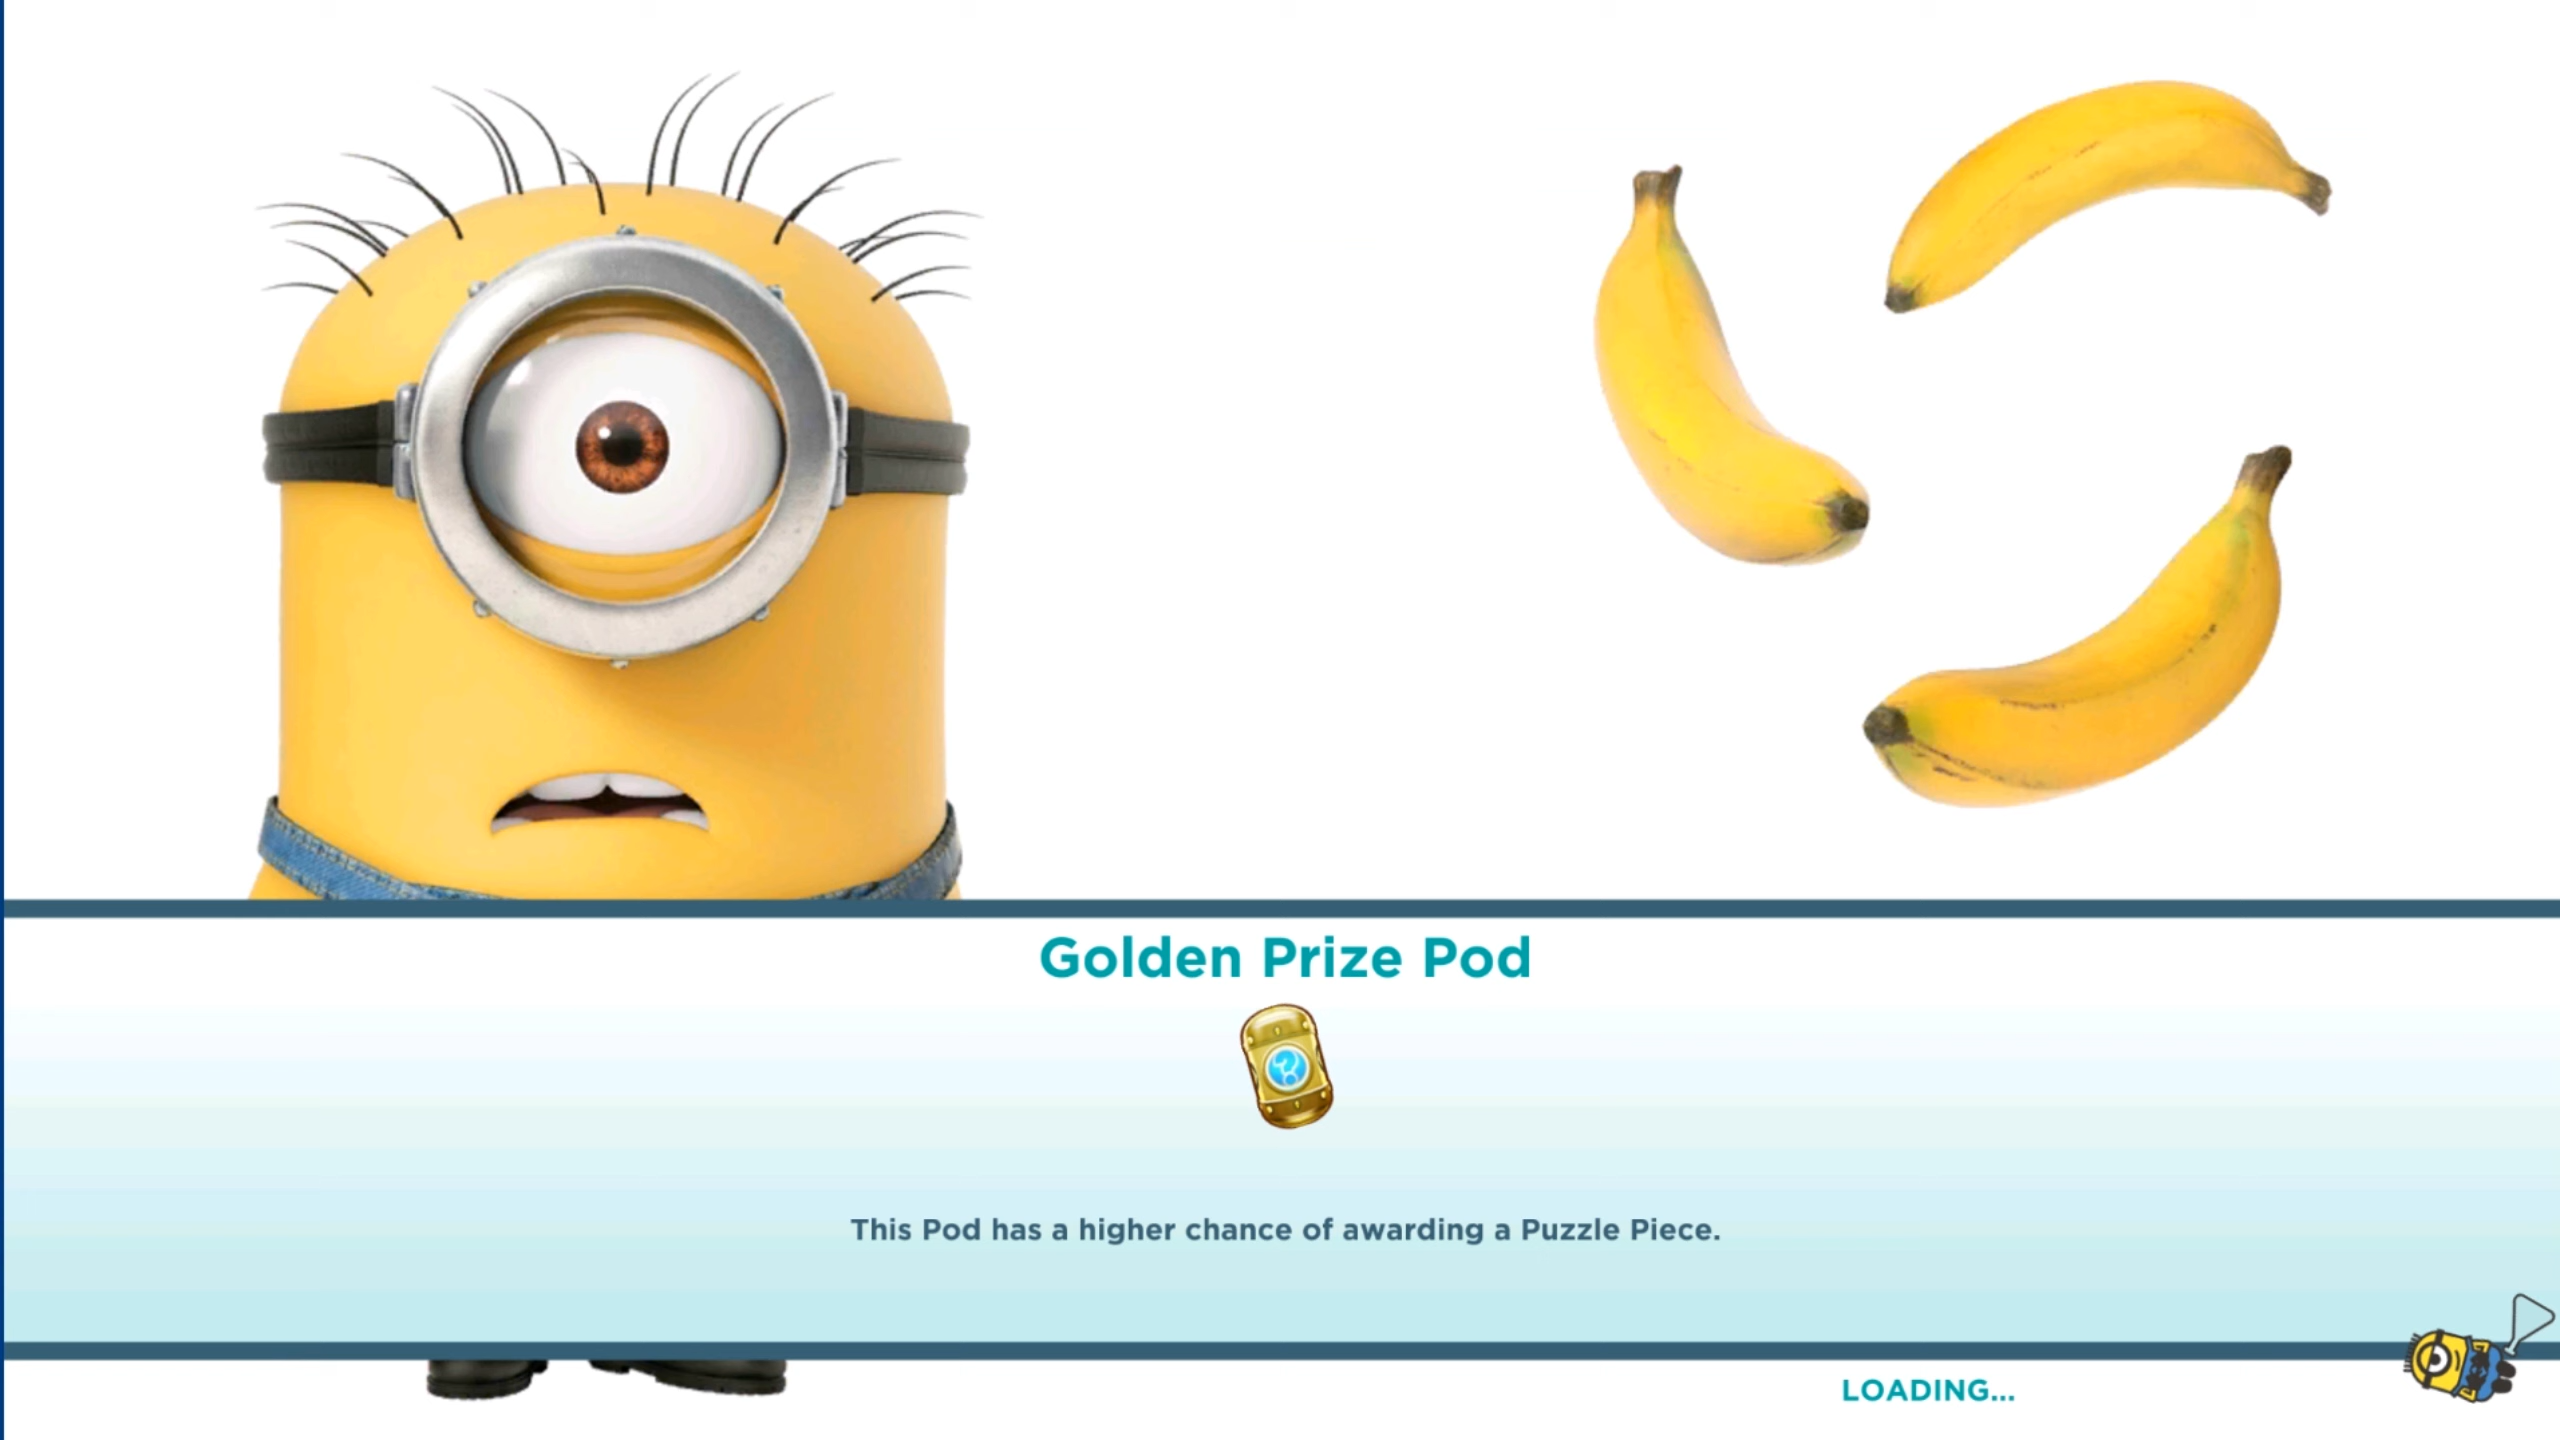 Golden Prize Pod
?
This Pod has a higher chance of awarding a Puzzle Piece.
LOADING...